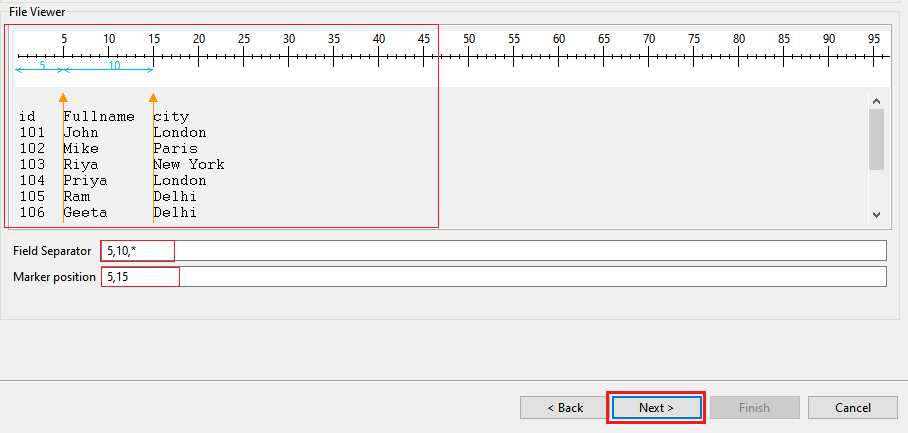 File Viewer
5 10 15 20 25 30 35 40 45 50 55 60 65 70 75 80 85 90 95
5 10
id Fullname city
101 John London
102 Mike Paris
103 Riya New York
104 Priya London
105 Ram Delhi
106 Geeta Delhi
Field Separator 5,10,*
Marker position 5,15
< Back Next > Finish Cancel